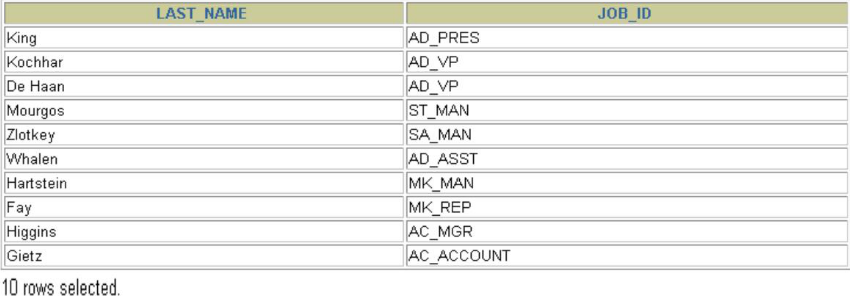 LAST_NAME JOB_ID
King AD_PRES
Kochhar AD_VP
De Haan AD_VP
Mourgos ST_MAN
Zlotkey SA_MAN
Whalen AD_ASST
Hartstein MK_MAN
Fay MK_REP
Higgins AC_MGR
Gietz AC_ACCOUNT
10 rows selected.